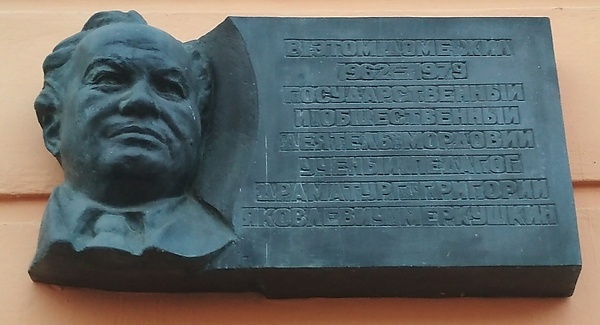 В ЭТОМ ДОМЕ ЖИЛ
1962–1979
ГОСУДАРСТВЕННЫЙ
И ОБЩЕСТВЕННЫЙ
ДЕЯТЕЛЬ МОРДОВИИ
УЧЕНЫЙ ПЕДАГОГ
ДРАМАТУРГ ГРИГОРИЙ
ЯКОВЛЕВИЧ МЕРКУШКИН